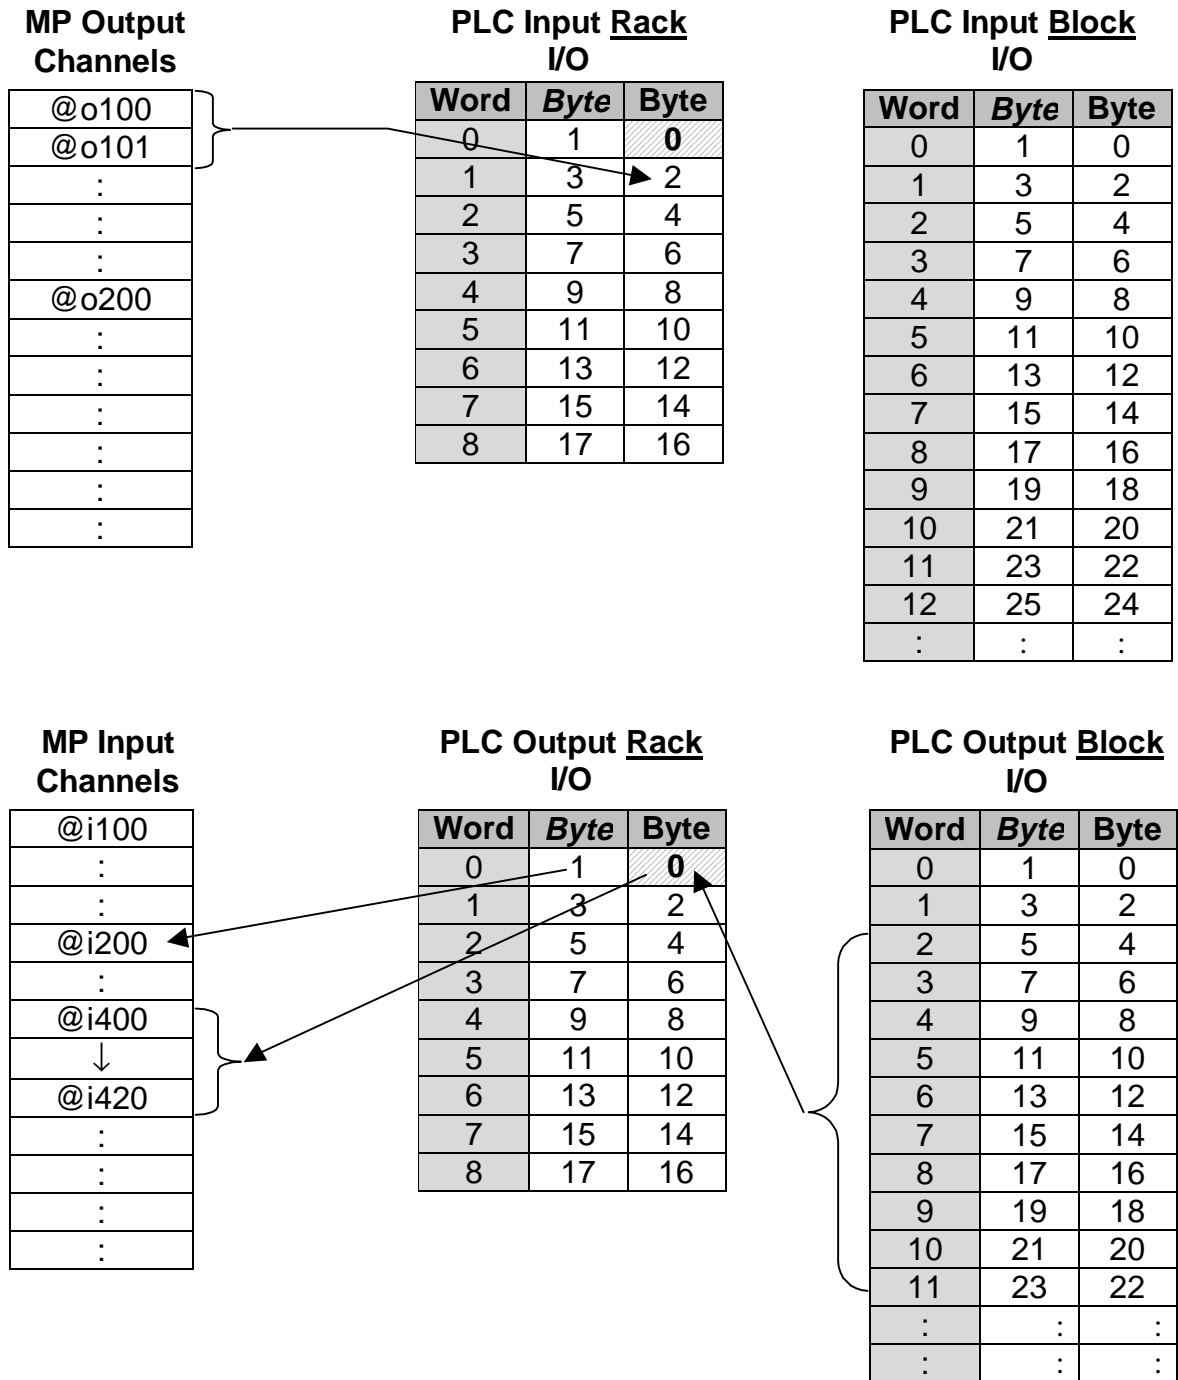 MP Output
Channels
@o100
@o101
:
:
:
@o200
:
:
:
:
:
:
PLC Input Rack
I/O
Word Byte Byte
0 1 0
1 3 2
2 5 4
3 7 6
4 9 8
5 11 10
6 13 12
7 15 14
8 17 16
PLC Input Block
I/O
Word Byte Byte
0 1 0
1 3 2
2 5 4
3 7 6
4 9 8
5 11 10
6 13 12
7 15 14
8 17 16
9 19 18
10 21 20
11 23 22
12 25 24
: : :
MP Input
Channels
@i100
:
:
@i200
:
@i400
↓
@i420
:
:
:
:
PLC Output Rack
I/O
Word Byte Byte
0 1 0
1 3 2
2 5 4
3 7 6
4 9 8
5 11 10
6 13 12
7 15 14
8 17 16
PLC Output Block
I/O
Word Byte Byte
0 1 0
1 3 2
2 5 4
3 7 6
4 9 8
5 11 10
6 13 12
7 15 14
8 17 16
9 19 18
10 21 20
11 23 22
: : :
: : :